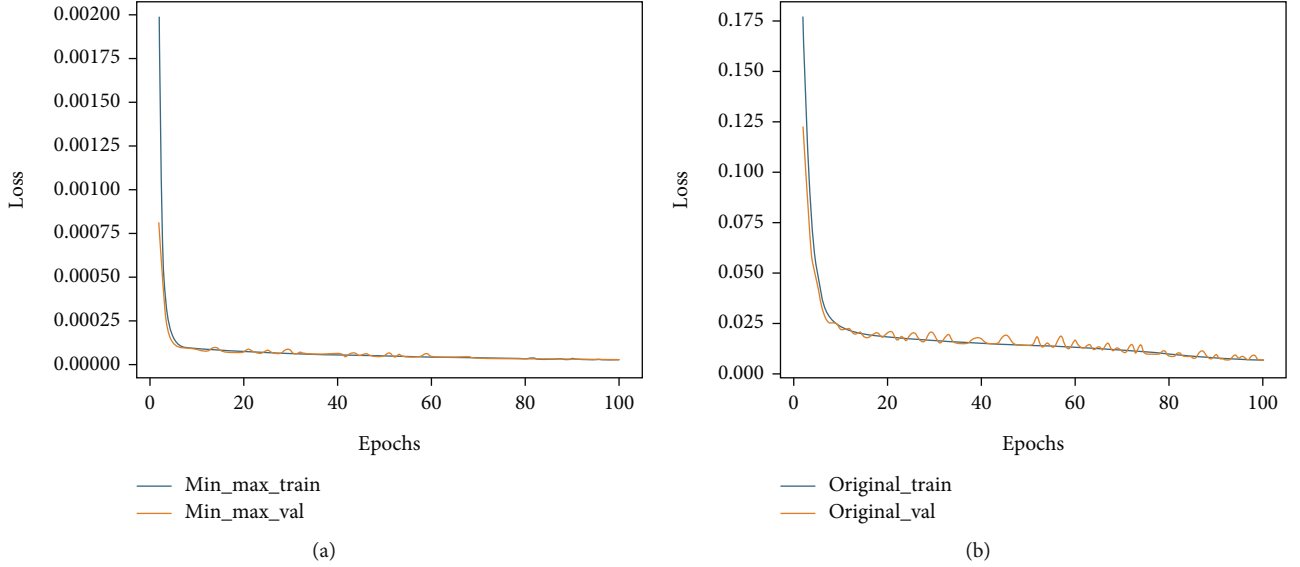 0.00200
0.00175
0.00150
0.00125
0.00100
0.00075
0.00050
0.00025
0.00000
Loss
0 20 40 60 80 100
Epochs
Min_max_train
Min_max_val
(a)
0.175
0.150
0.125
0.100
0.075
0.050
0.025
0.000
Loss
0 20 40 60 80 100
Epochs
Original_train
Original_val
(b)